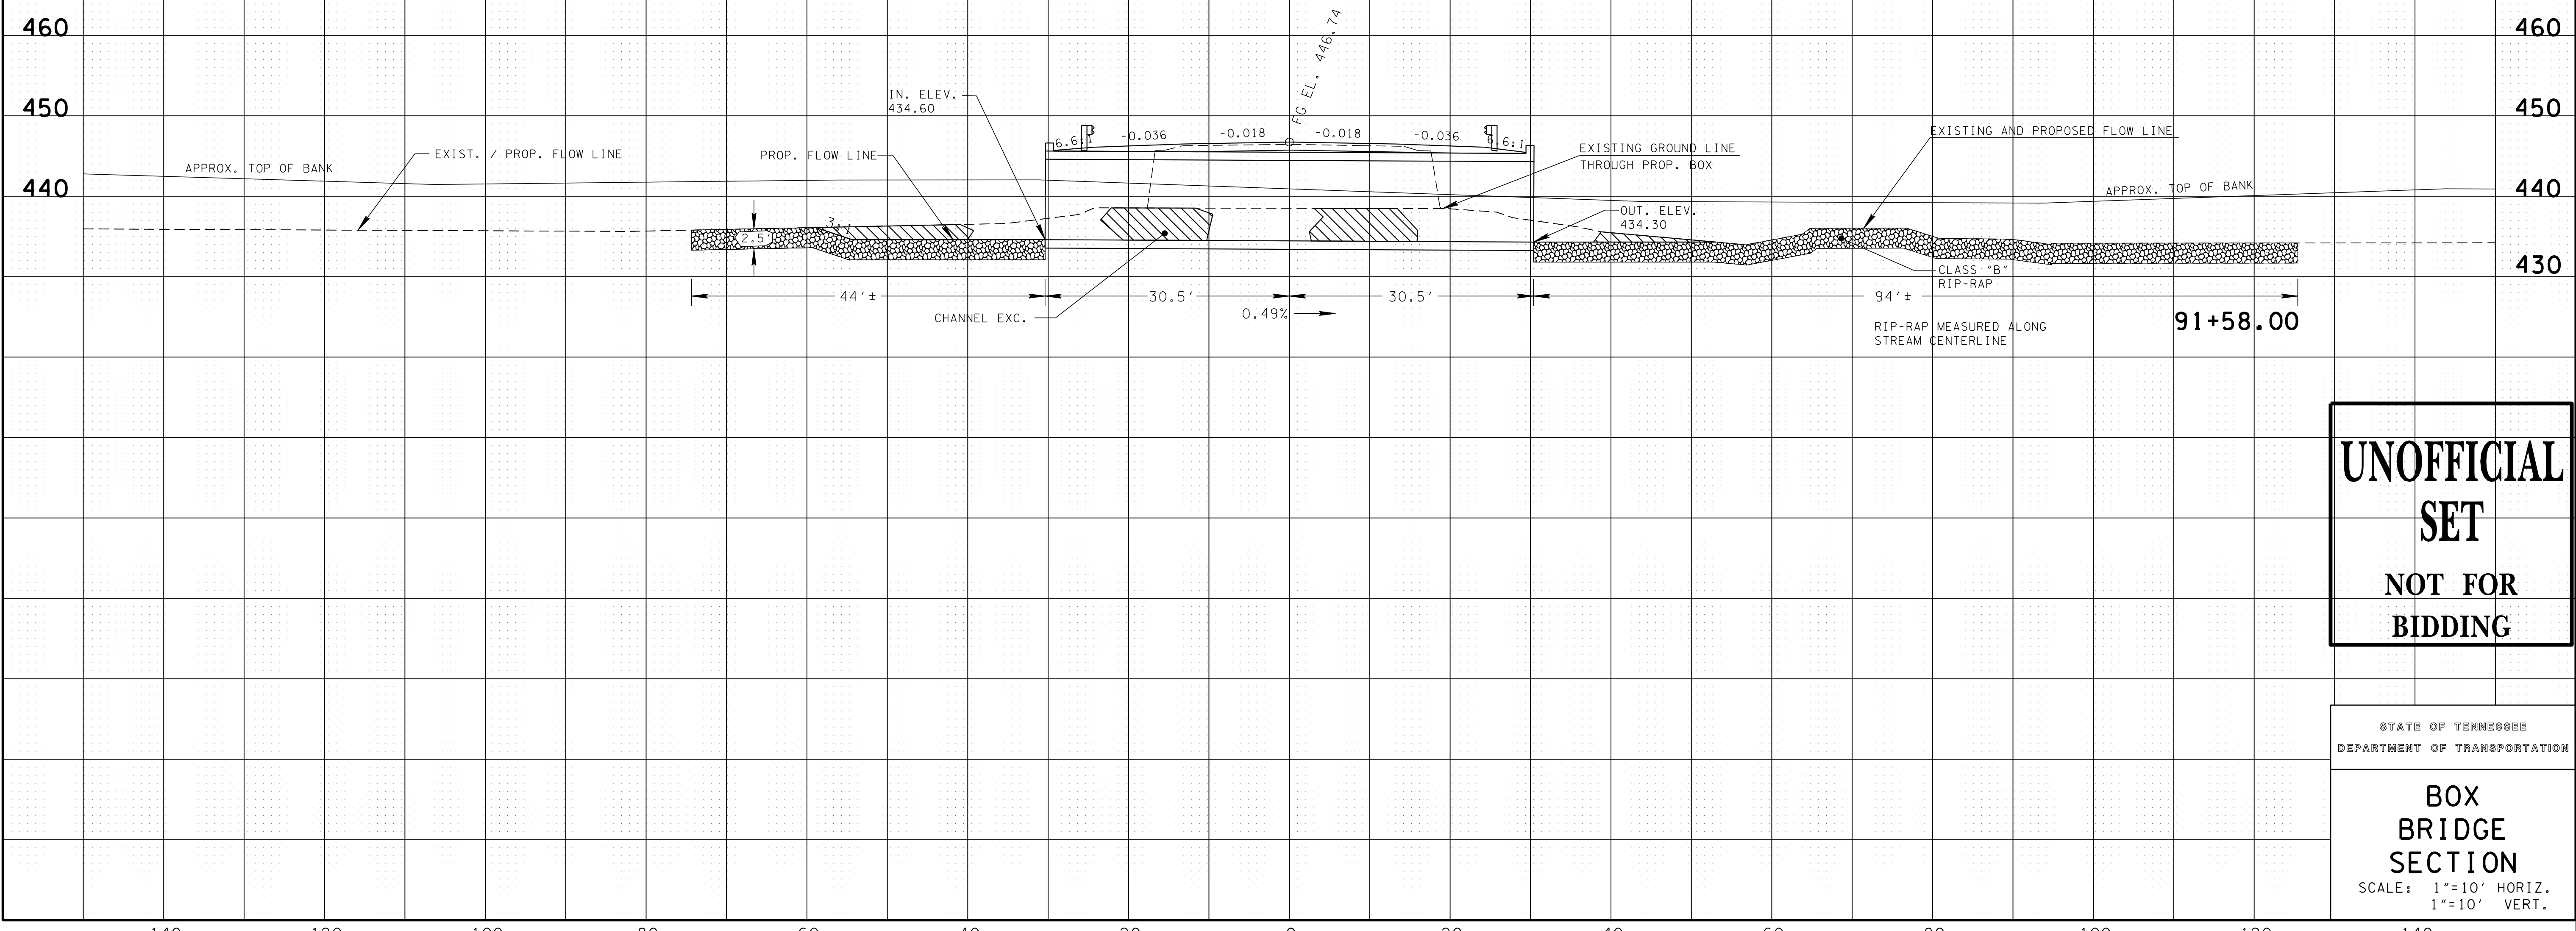 460
460
FG EL. 446.74
450
450
IN. ELEV.
434.60
6.6:1
-0.036
-0.018
-0.018
-0.036
6.6:1
EXISTING AND PROPOSED FLOW LINE
EXIST. / PROP. FLOW LINE
PROP. FLOW LINE
EXISTING GROUND LINE
THROUGH PROP. BOX
APPROX. TOP OF BANK
440
440
APPROX. TOP OF BANK
3:1
2.5'
OUT. ELEV.
434.30
430
430
CLASS "B"
RIP-RAP
44'±
30.5'
30.5'
94'±
CHANNEL EXC.
0.49%
RIP-RAP MEASURED ALONG
STREAM CENTERLINE
91+58.00
UNOFFICIAL
SET
NOT FOR
BIDDING
STATE OF TENNESSEE
DEPARTMENT OF TRANSPORTATION
BOX
BRIDGE
SECTION
SCALE: 1"=10' HORIZ.
1"=10' VERT.